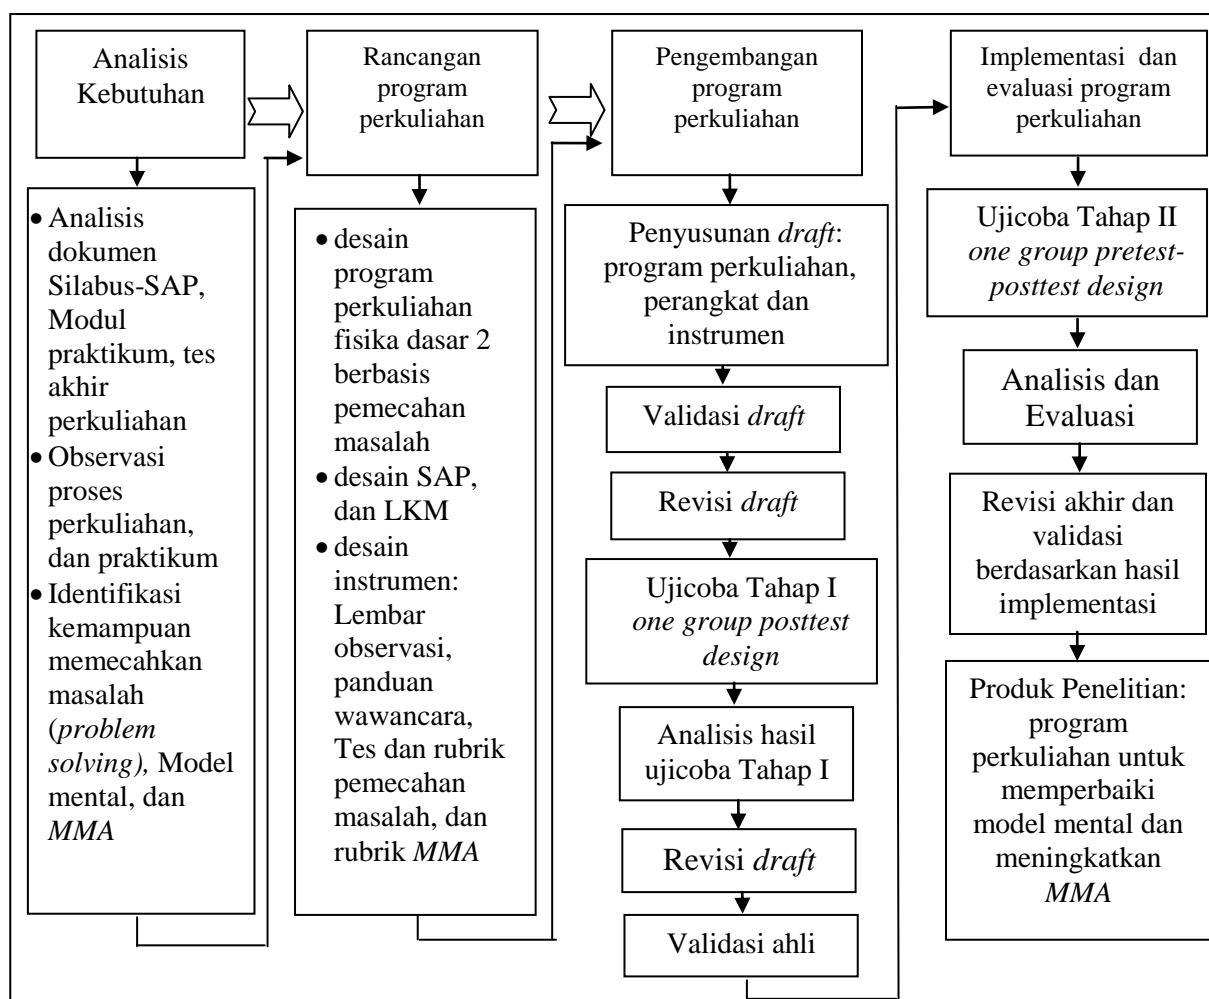 Analisis
Kebutuhan
• Analisis
dokumen
Silabus-SAP,
Modul
praktikum, tes
akhir
perkuliahan
• Observasi
proses
perkuliahan,
dan praktikum
• Identifikasi
kemampuan
memecahkan
masalah
(problem
solving), Model
mental, dan
MMA
Rancangan
program
perkuliahan
• desain
program
perkuliahan
fisika dasar 2
berbasis
pemecahan
masalah
• desain SAP,
dan LKM
• desain
instrumen:
Lembar
observasi,
panduan
wawancara,
Tes dan rubrik
pemecahan
masalah, dan
rubrik MMA
Pengembangan
program
perkuliahan
Penyusunan draft:
program perkuliahan,
perangkat dan
instrumen
Validasi draft
Revisi draft
Ujicoba Tahap I
one group posttest
design
Analisis hasil
ujicoba Tahap I
Revisi draft
Validasi ahli
Implementasi dan
evaluasi program
perkuliahan
Ujicoba Tahap II
one group pretest-
posttest design
Analisis dan
Evaluasi
Revisi akhir dan
validasi
berdasarkan hasil
implementasi
Produk Penelitian:
program
perkuliahan untuk
memperbaiki
model mental dan
meningkatkan
MMA